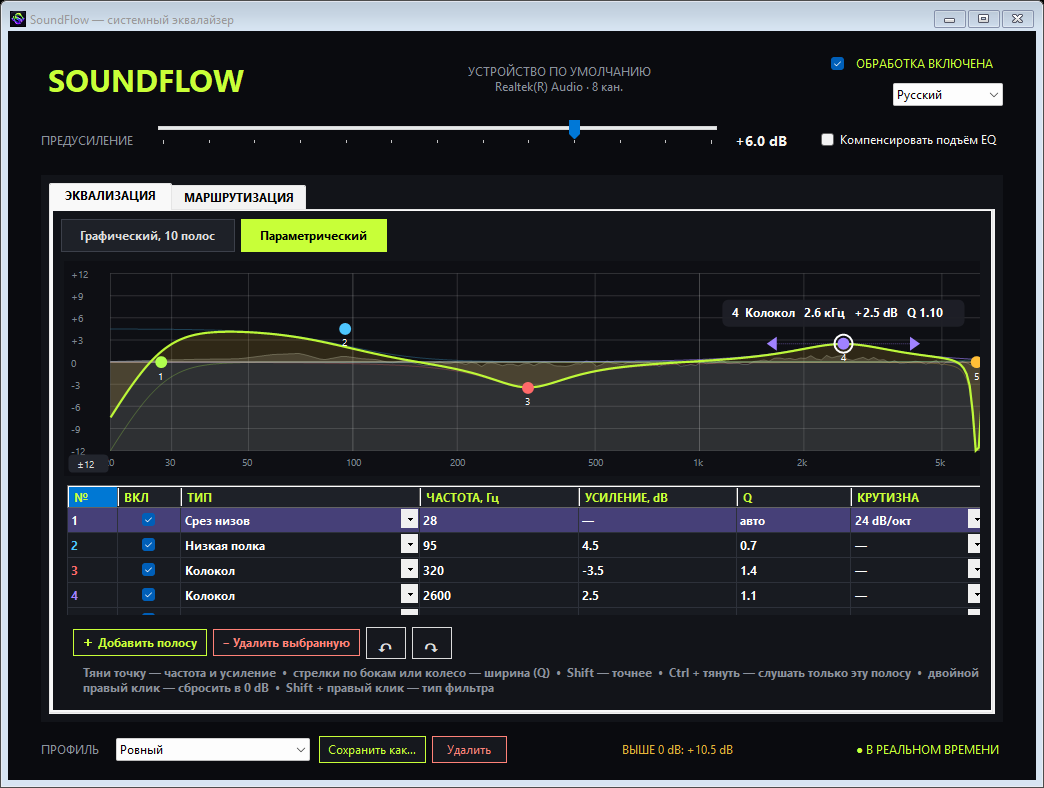 SoundFlow — системный эквалайзер
SOUNDFLOW
УСТРОЙСТВО ПО УМОЛЧАНИЮ
Realtek(R) Audio · 8 кан.
ОБРАБОТКА ВКЛЮЧЕНА
Русский
ПРЕДУСИЛЕНИЕ
+6.0 dB
Компенсировать подъём EQ
ЭКВАЛИЗАЦИЯ МАРШРУТИЗАЦИЯ
Графический, 10 полос Параметрический
+12
+9
+6
+3
0
-3
-6
-9
-12
4 Колокол 2.6 кГц +2.5 dB Q 1.10
1
2
3
4
5
±12
0 30 50 100 200 500 1k 2k 5k
№ ВКЛ ТИП ЧАСТОТА, Гц УСИЛЕНИЕ, dB Q КРУТИЗНА
1 Срез низов 28 — авто 24 dB/окт
2 Низкая полка 95 4.5 0.7 —
3 Колокол 320 -3.5 1.4 —
4 Колокол 2600 2.5 1.1 —
+ Добавить полосу – Удалить выбранную
Тяни точку — частота и усиление • стрелки по бокам или колесо — ширина (Q) • Shift — точнее • Ctrl + тянуть — слушать только эту полосу • двойной
правый клик — сбросить в 0 dB • Shift + правый клик — тип фильтра
ПРОФИЛЬ Ровный Сохранить как... Удалить ВЫШЕ 0 dB: +10.5 dB ● В РЕАЛЬНОМ ВРЕМЕНИ